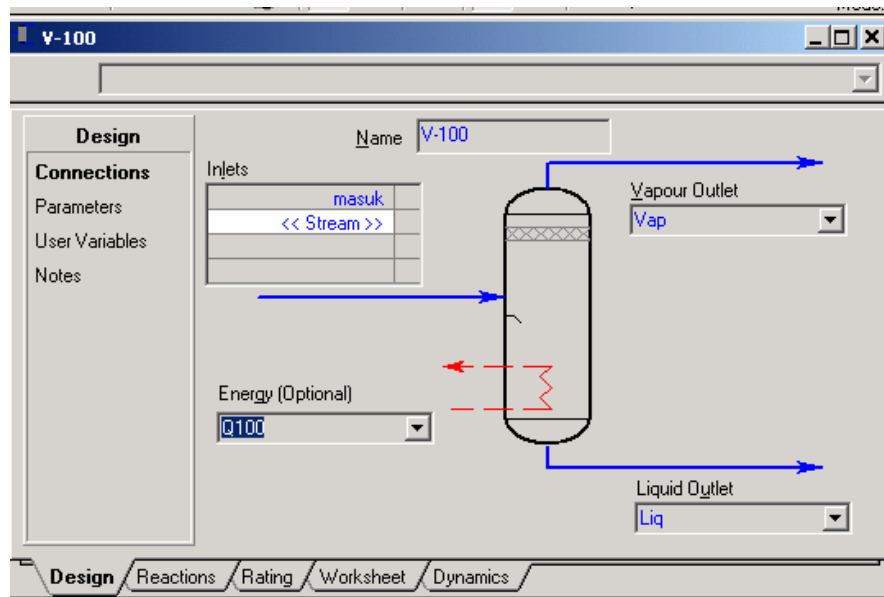 V-100
Design
Connections
Parameters
User Variables
Notes
Name V-100
Inlets
masuk
<< Stream >>
Energy (Optional)
Q100
Vapour Outlet
Vap
Liquid Outlet
Liq
Design Reactions Rating Worksheet Dynamics